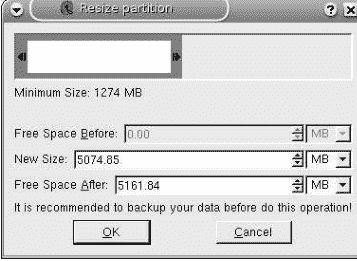 Resize partition
Minimum Size: 1274 MB
Free Space Before: 0.00 MB
New Size: 5074.85 MB
Free Space After: 5161.84 MB
It is recommended to backup your data before do this operation!
OK Cancel